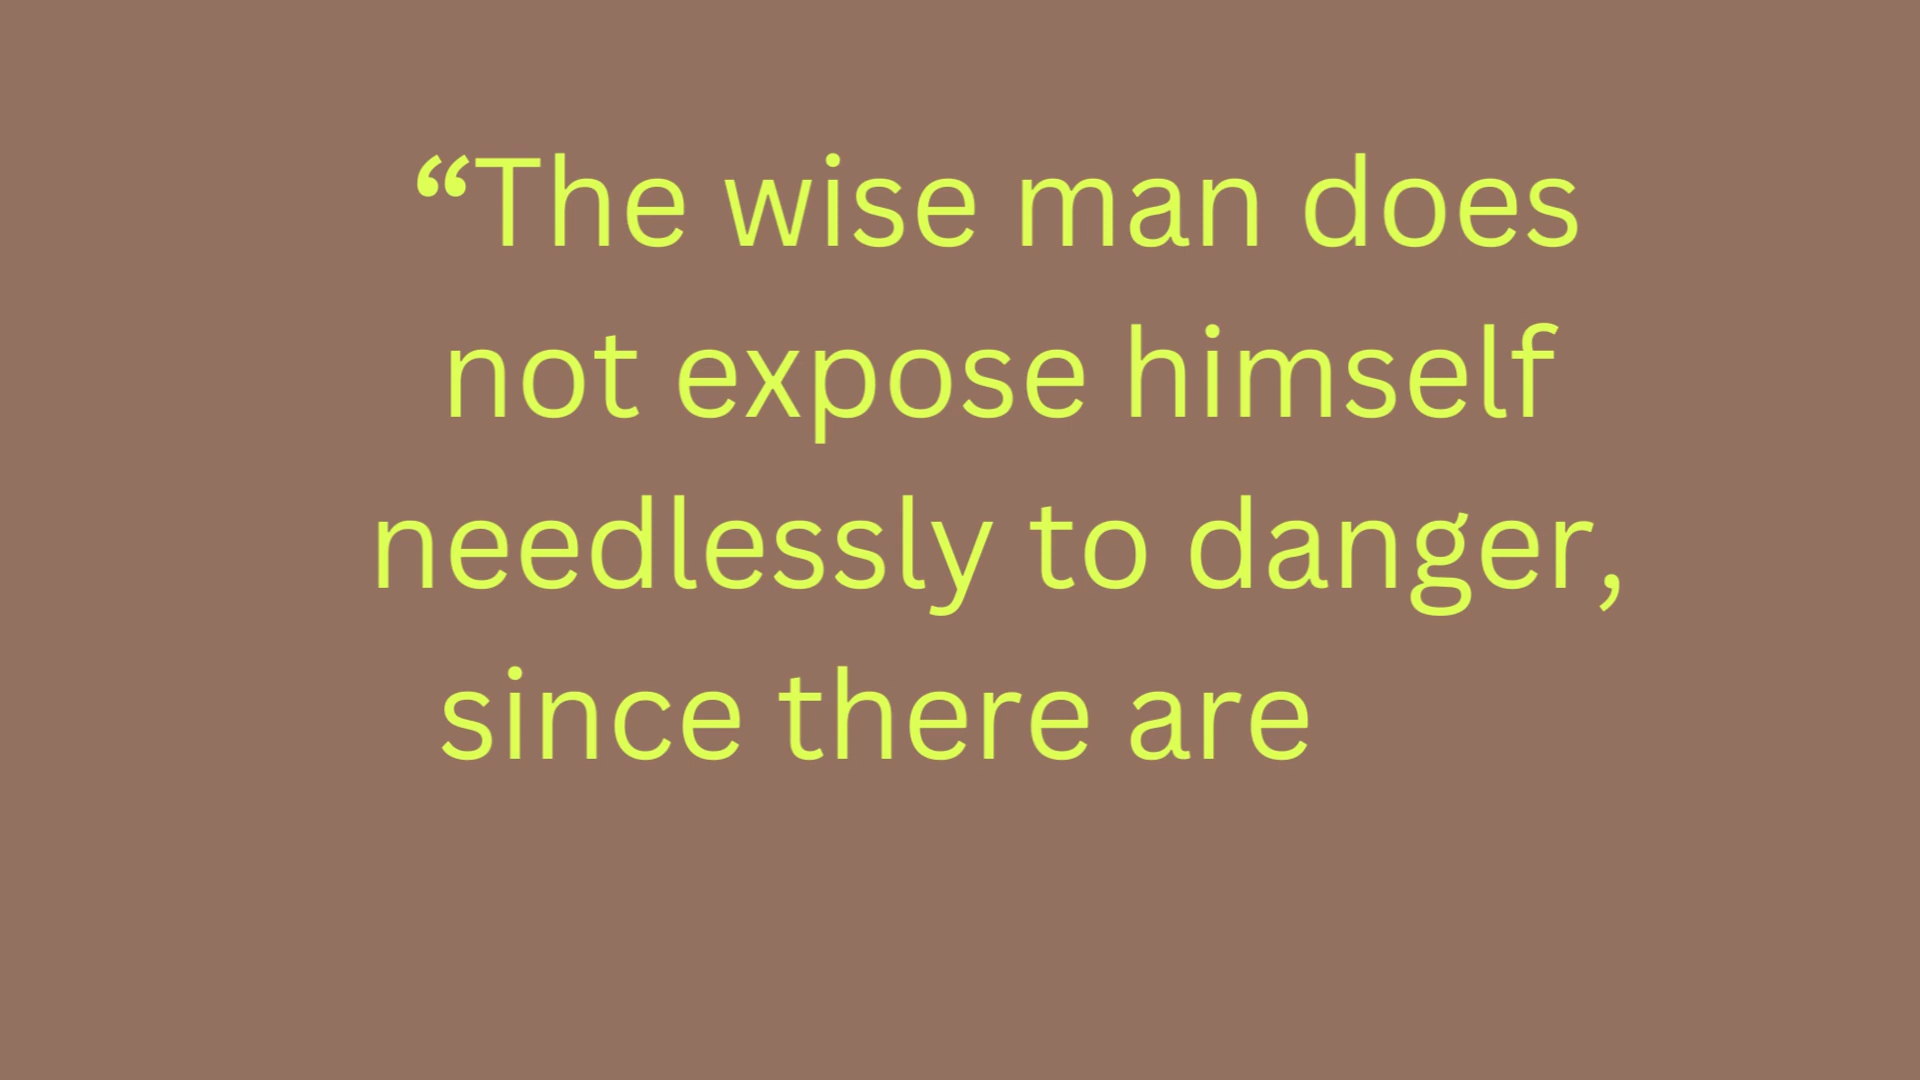 “The wise man does
not expose himself
needlessly to danger,
since there are